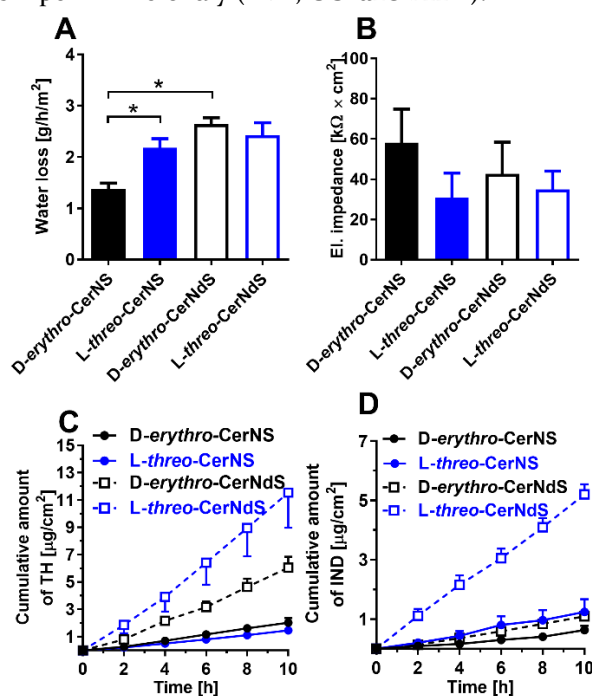 A
Water loss [g/h/m²]
4
3
2
1
0
*
*
D-erythro-CerNS
L-threo-CerNS
D-erythro-CerNdS
L-threo-CerNdS
B
El. impedance [kΩ × cm²]
100
80
60
40
20
0
D-erythro-CerNS
L-threo-CerNS
D-erythro-CerNdS
L-threo-CerNdS
C
D-erythro-CerNS
L-threo-CerNS
D-erythro-CerNdS
L-threo-CerNdS
Cumulative amount
of TH [µg/cm²]
15
13
11
9
7
5
3
1
0 2 4 6 8 10
Time [h]
D
D-erythro-CerNS
L-threo-CerNS
D-erythro-CerNdS
L-threo-CerNdS
Cumulative amount
of IND [µg/cm²]
7
5
3
1
0 2 4 6 8 10
Time [h]